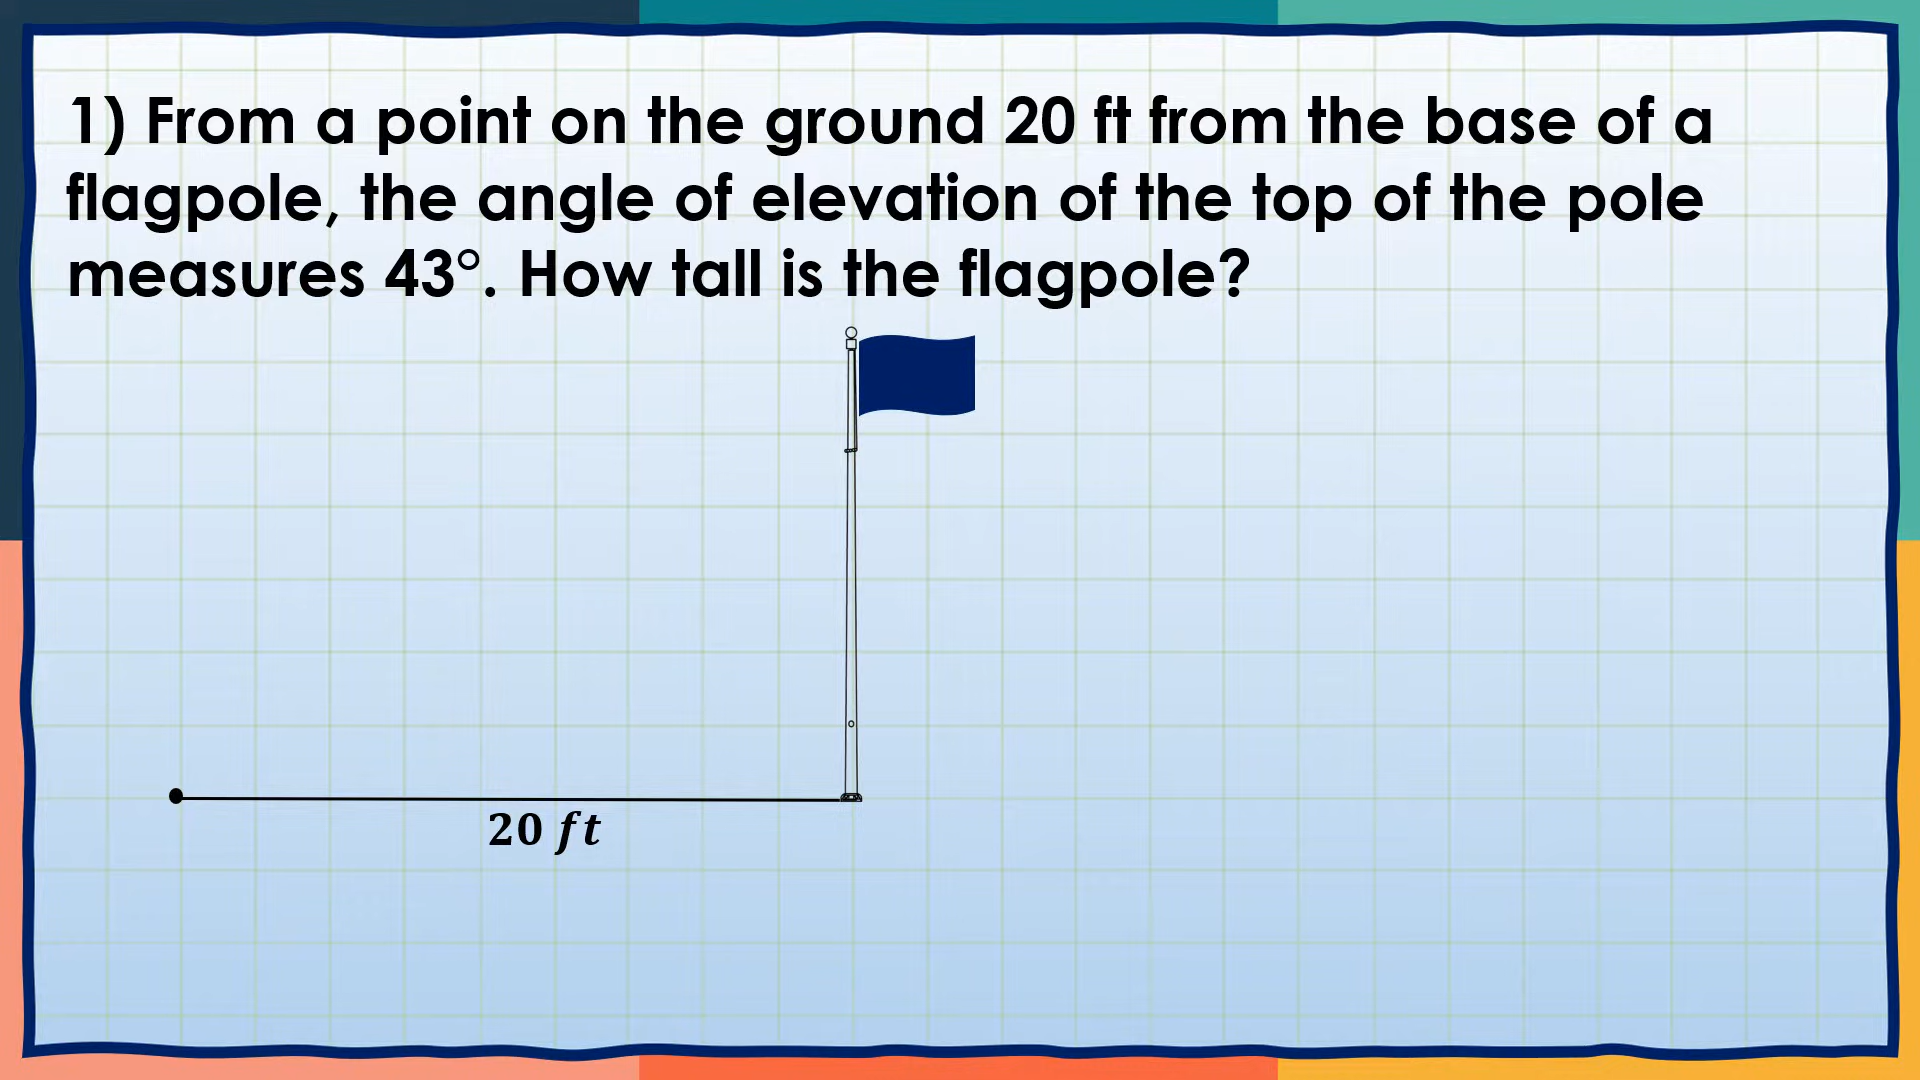 1) From a point on the ground 20 ft from the base of a
flagpole, the angle of elevation of the top of the pole
measures 43°. How tall is the flagpole?
20 ft